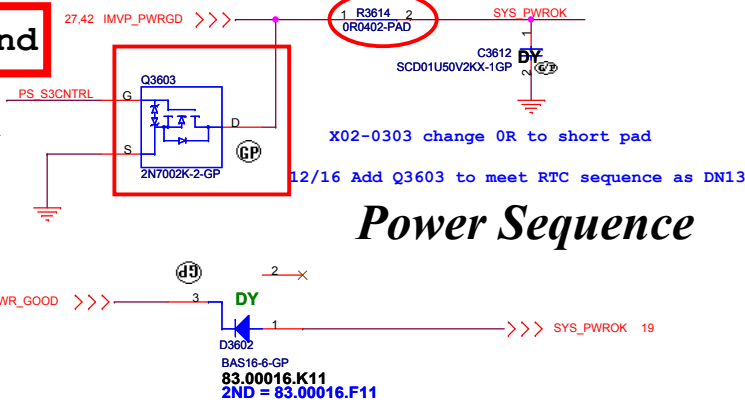 nd
27,42 IMVP_PWRGD
1 R3614 2
0R0402-PAD
SYS_PWROK
1
C3612
DY
SCD01U50V2KX-1GP
2
Q3603
PS_S3CNTRL
G
D
S
GP
2N7002K-2-GP
X02-0303 change 0R to short pad
12/16 Add Q3603 to meet RTC sequence as DN13
Power Sequence
GP
2
WR_GOOD
3
DY
1
SYS_PWROK 19
D3602
BAS16-6-GP
83.00016.K11
2ND = 83.00016.F11